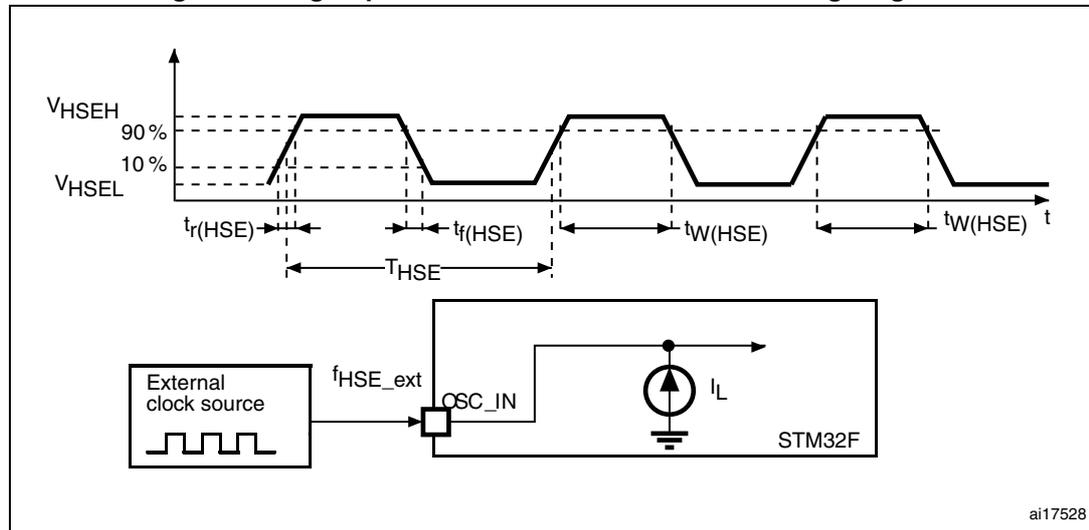 VHSEH
90 %
10 %
VHSEL
tr(HSE)
tf(HSE)
tW(HSE)
tW(HSE)
t
THSE
External
clock source
fHSE_ext
OSC_IN
IL
STM32F
ai17528